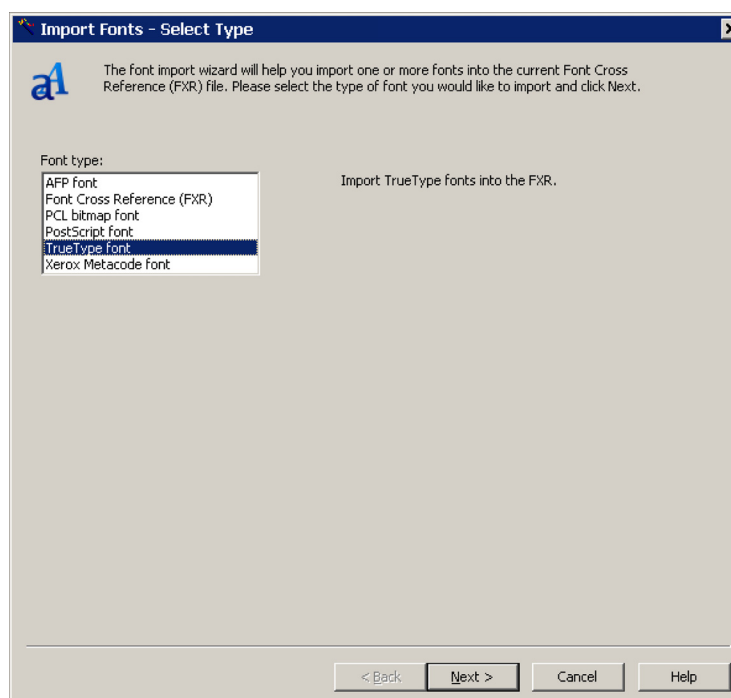 Import Fonts - Select Type
The font import wizard will help you import one or more fonts into the current Font Cross
Reference (FXR) file. Please select the type of font you would like to import and click Next.
Font type:
AFP font
Font Cross Reference (FXR)
PCL bitmap font
PostScript font
TrueType font
Xerox Metacode font
Import TrueType fonts into the FXR.
< Back
Next >
Cancel
Help